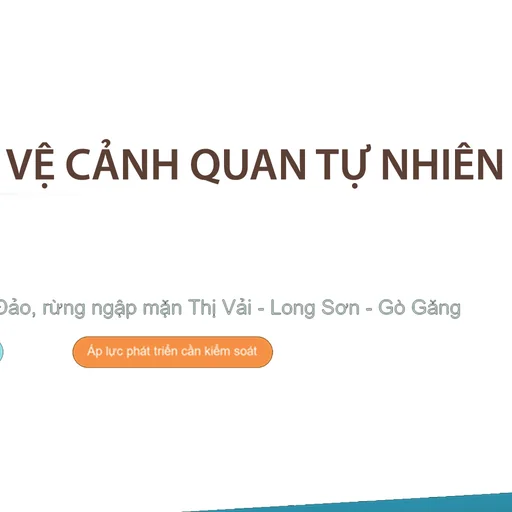 VỆ CẢNH QUAN TỰ NHIÊN
Đảo, rừng ngập mặn Thị Vải - Long Sơn - Gò Găng
Áp lực phát triển cần kiểm soát